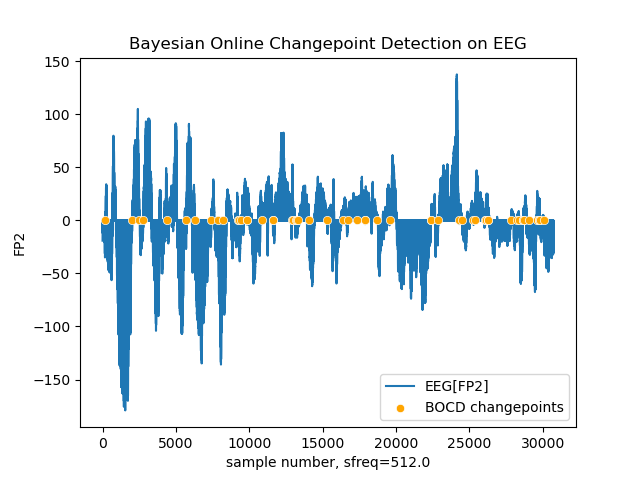 Bayesian Online Changepoint Detection on EEG
150
100
50
0
−50
−100
−150
FP2
0
5000
10000
15000
20000
25000
30000
sample number, sfreq=512.0
EEG[FP2]
BOCD changepoints